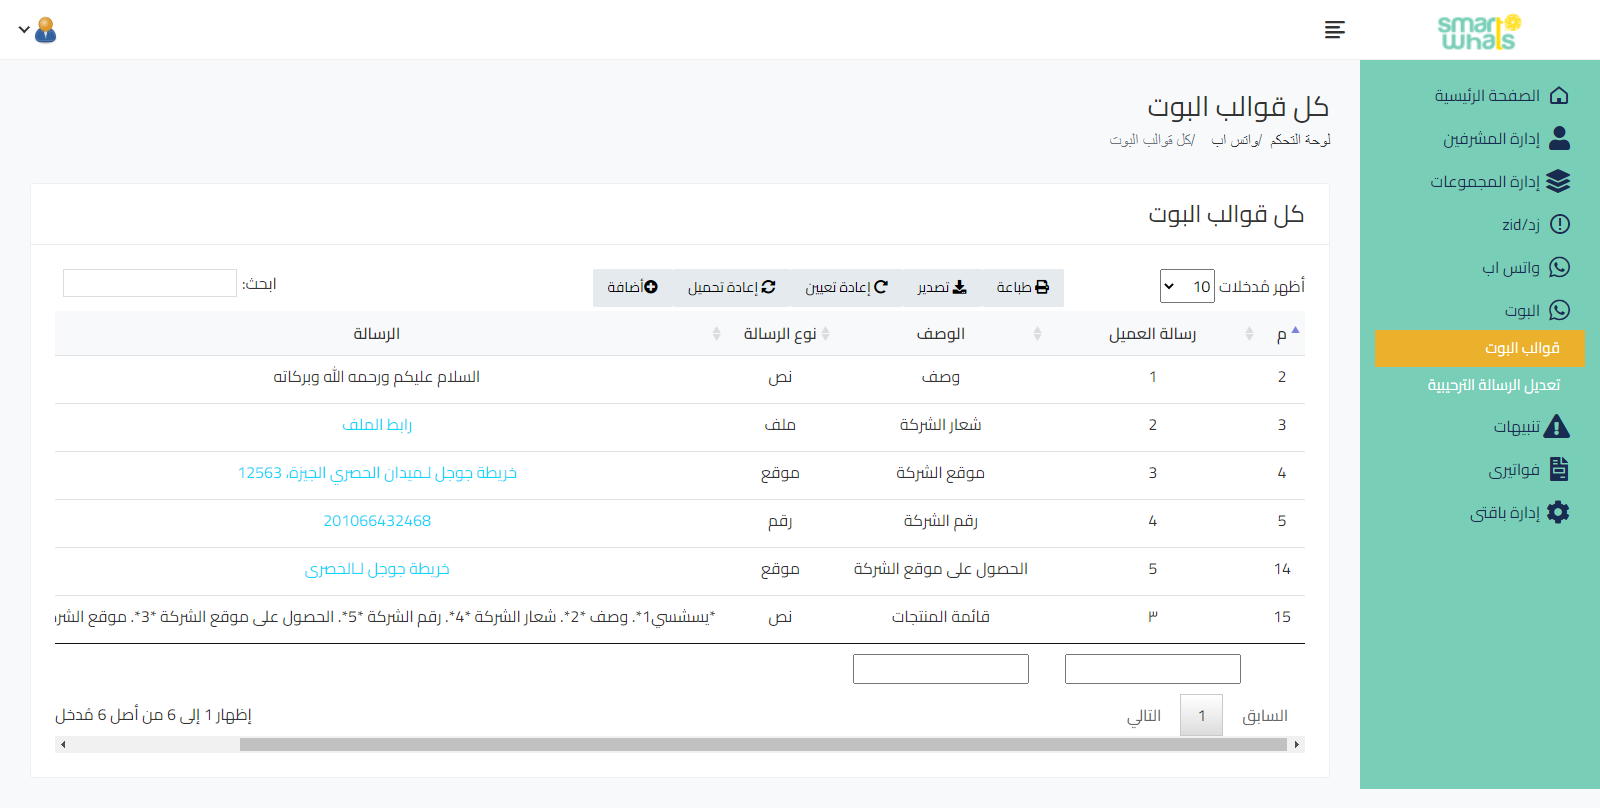 smart
whats
الصفحة الرئيسية
إدارة المشرفين
إدارة المجموعات
زد/zid
واتس اب
البوت
قوالب البوت
تعديل الرسالة الترحيبية
تنبيهات
فواتيرى
إدارة باقتى
كل قوالب البوت
لوحة التحكم /واتس اب /كل قوالب البوت
كل قوالب البوت
أظهر مُدخلات 10
طباعة تصدير إعادة تعيين إعادة تحميل أضافة
ابحث:
م رسالة العميل الوصف نوع الرسالة الرسالة
2 1 وصف نص السلام عليكم ورحمه الله وبركاته
3 2 شعار الشركة ملف رابط الملف
4 3 موقع الشركة موقع خريطة جوجل لـميدان الحصري الجيزة، 12563
5 4 رقم الشركة رقم 201066432468
14 5 الحصول على موقع الشركة موقع خريطة جوجل لـالحصرى
15 ٣ قائمة المنتجات نص *يسشسي1*. وصف *2*. شعار الشركة *4*. رقم الشركة *5*. الحصول على موقع الشركة *3*. موقع
السابق 1 التالي
إظهار 1 إلى 6 من أصل 6 مُدخل